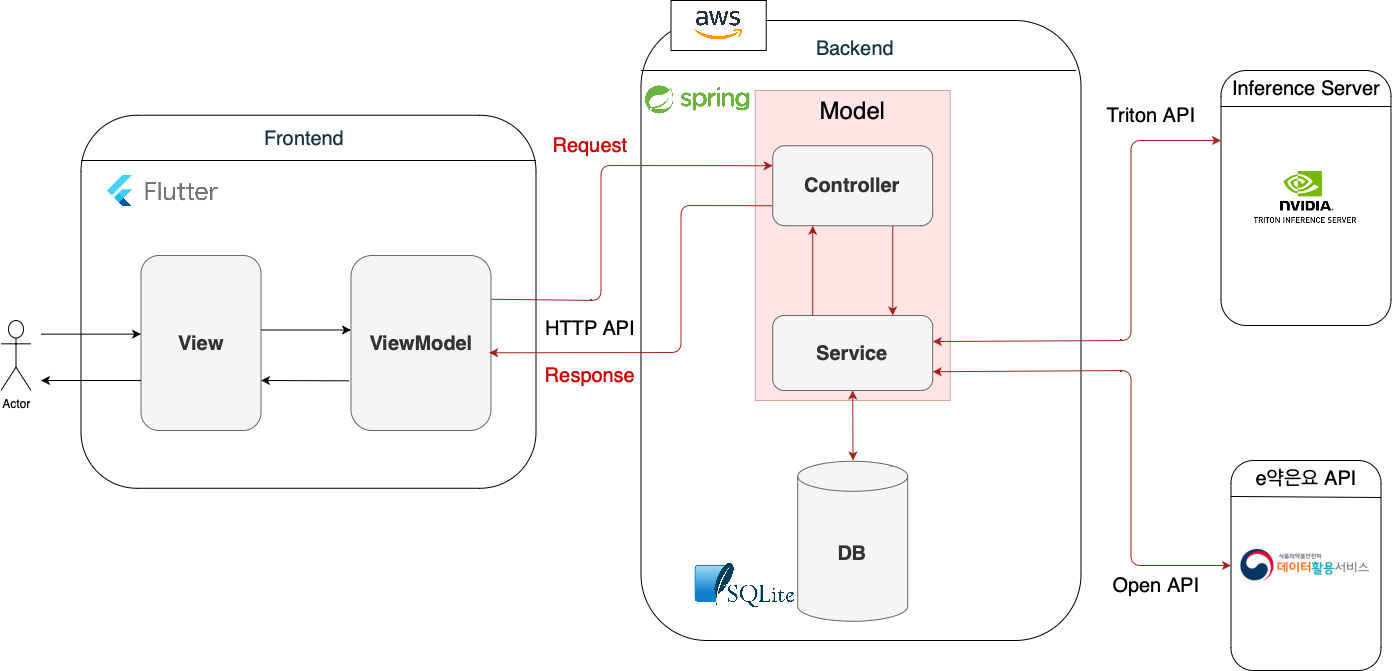 aws
Backend
spring
Model
Inference Server
Triton API
Frontend
Request
Flutter
Controller
NVIDIA.
TRITON INFERENCE SERVER
View
ViewModel
HTTP API
Service
Response
Actor
e약은요 API
DB
식품의약품안전처
데이터활용서비스
Open API
SQLite